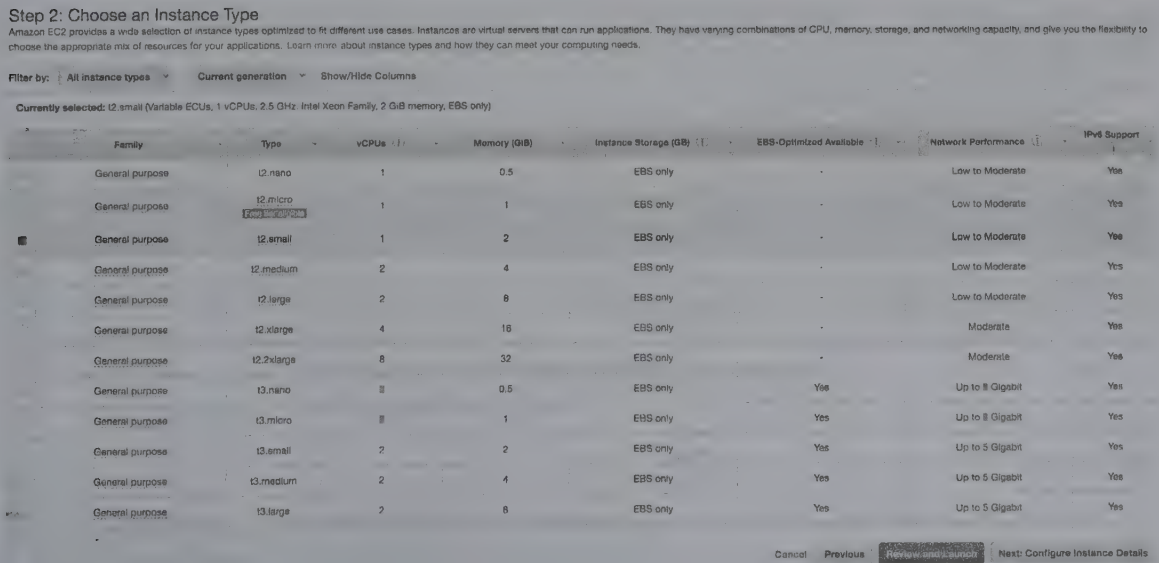 Step 2: Choose an Instance Type
Amazon EC2 provides a wide selection of instance types optimized to fit different use cases. Instances are virtual servers that can run applications. They have varying combinations of CPU, memory, storage, and networking capacity, and give you the flexibility to
choose the appropriate mix of resources for your applications. Learn more about instance types and how they can meet your computing needs.
Filter by: All instance types Current generation Show/Hide Columns
Currently selected: t2.small (Variable ECUs, 1 vCPUs, 2.5 GHz, Intel Xeon Family, 2 GiB memory, EBS only)
Family Type vCPUs Memory (GiB) Instance Storage (GB) EBS-Optimized Available Network Performance IPv6 Support
General purpose t2.nano 1 0.5 EBS only - Low to Moderate Yes
General purpose t2.micro 1 1 EBS only - Low to Moderate Yes
Free tier eligible
General purpose t2.small 1 2 EBS only - Low to Moderate Yes
General purpose t2.medium 2 4 EBS only - Low to Moderate Yes
General purpose t2.large 2 8 EBS only - Low to Moderate Yes
General purpose t2.xlarge 4 16 EBS only - Moderate Yes
General purpose t2.2xlarge 8 32 EBS only - Moderate Yes
General purpose t3.nano 0.5 EBS only Yes Up to Gigabit Yes
General purpose t3.micro 1 EBS only Yes Up to Gigabit Yes
General purpose t3.small 2 2 EBS only Yes Up to 5 Gigabit Yes
General purpose t3.medium 2 4 EBS only Yes Up to 5 Gigabit Yes
General purpose t3.large 2 8 EBS only Yes Up to 5 Gigabit Yes
Cancel Previous Review and Launch Next: Configure Instance Details